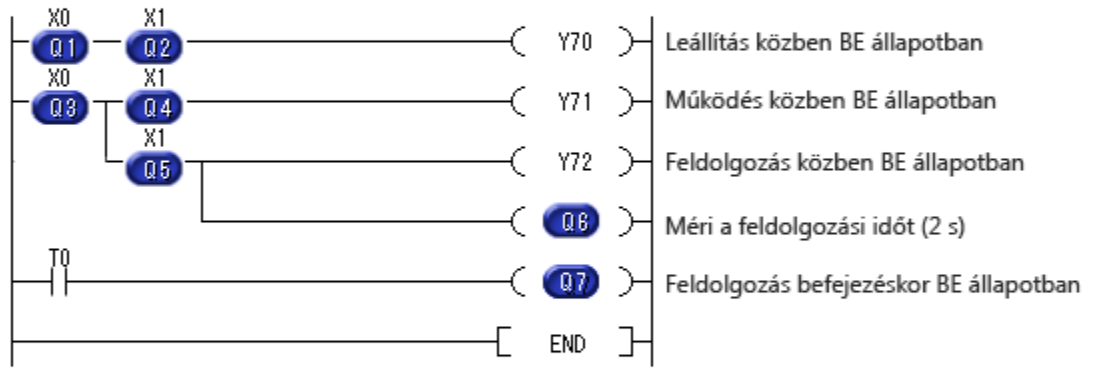 X0 X1
Q1 Q2 Y70 Leállítás közben BE állapotban
X0 X1
Q3 Q4 Y71 Működés közben BE állapotban
X1
Q5 Y72 Feldolgozás közben BE állapotban
Q6 Méri a feldolgozási időt (2 s)
T0
Q7 Feldolgozás befejezéskor BE állapotban
END